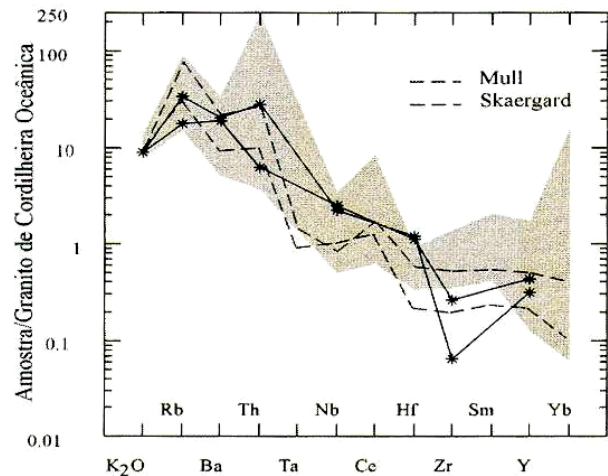 250
100
10
1
0.1
0.01
Amostra/Granito de Cordilheira Oceânica
Mull
Skaergard
Rb Th Nb Hf Sm Yb
K2O Ba Ta Ce Zr Y